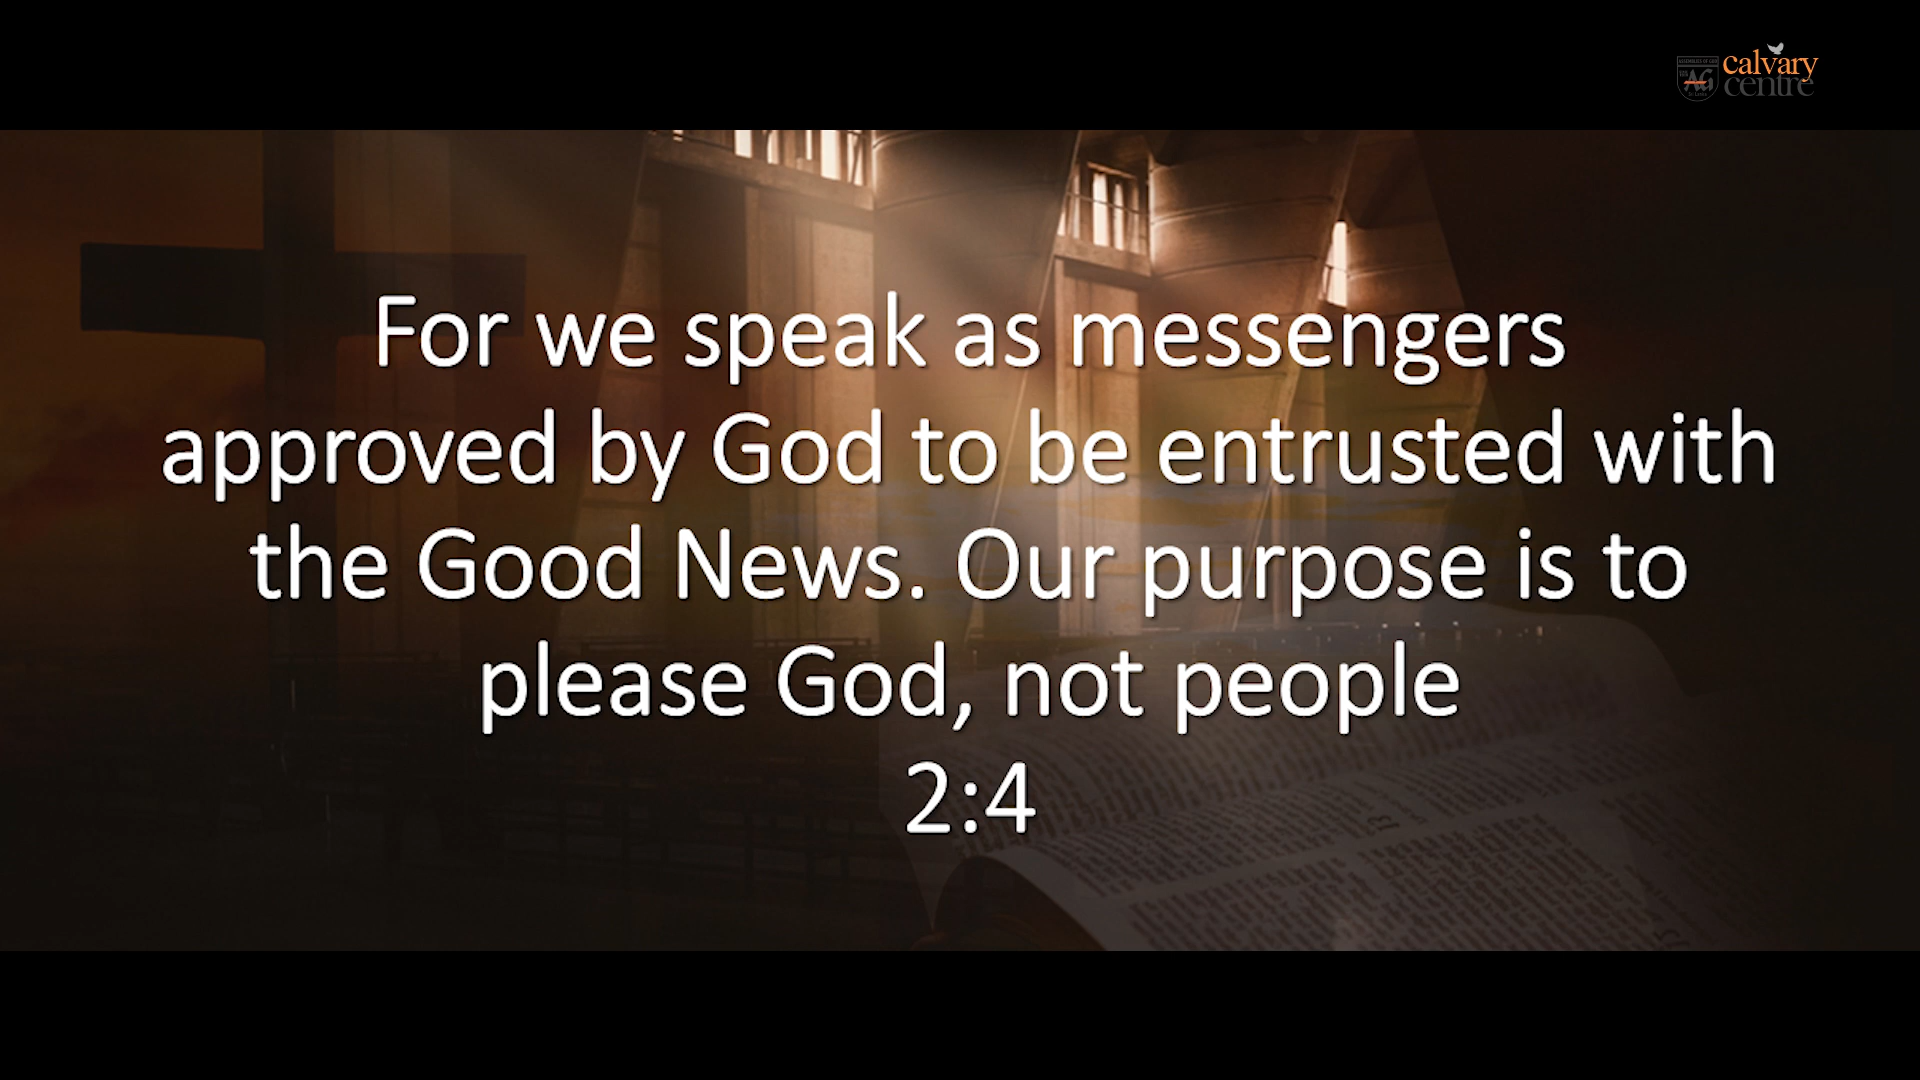 calvary
centre
For we speak as messengers
approved by God to be entrusted with
the Good News. Our purpose is to
please God, not people
2:4